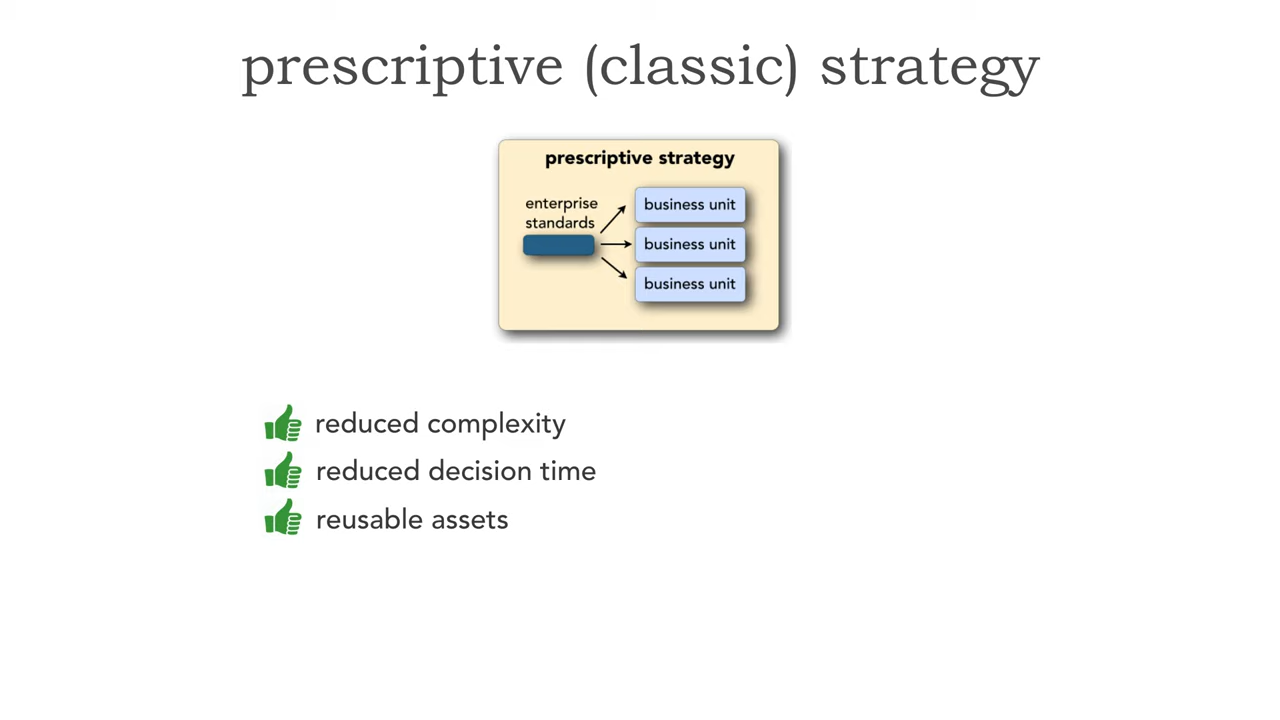 prescriptive (classic) strategy
prescriptive strategy
enterprise
standards
business unit
business unit
business unit
reduced complexity
reduced decision time
reusable assets